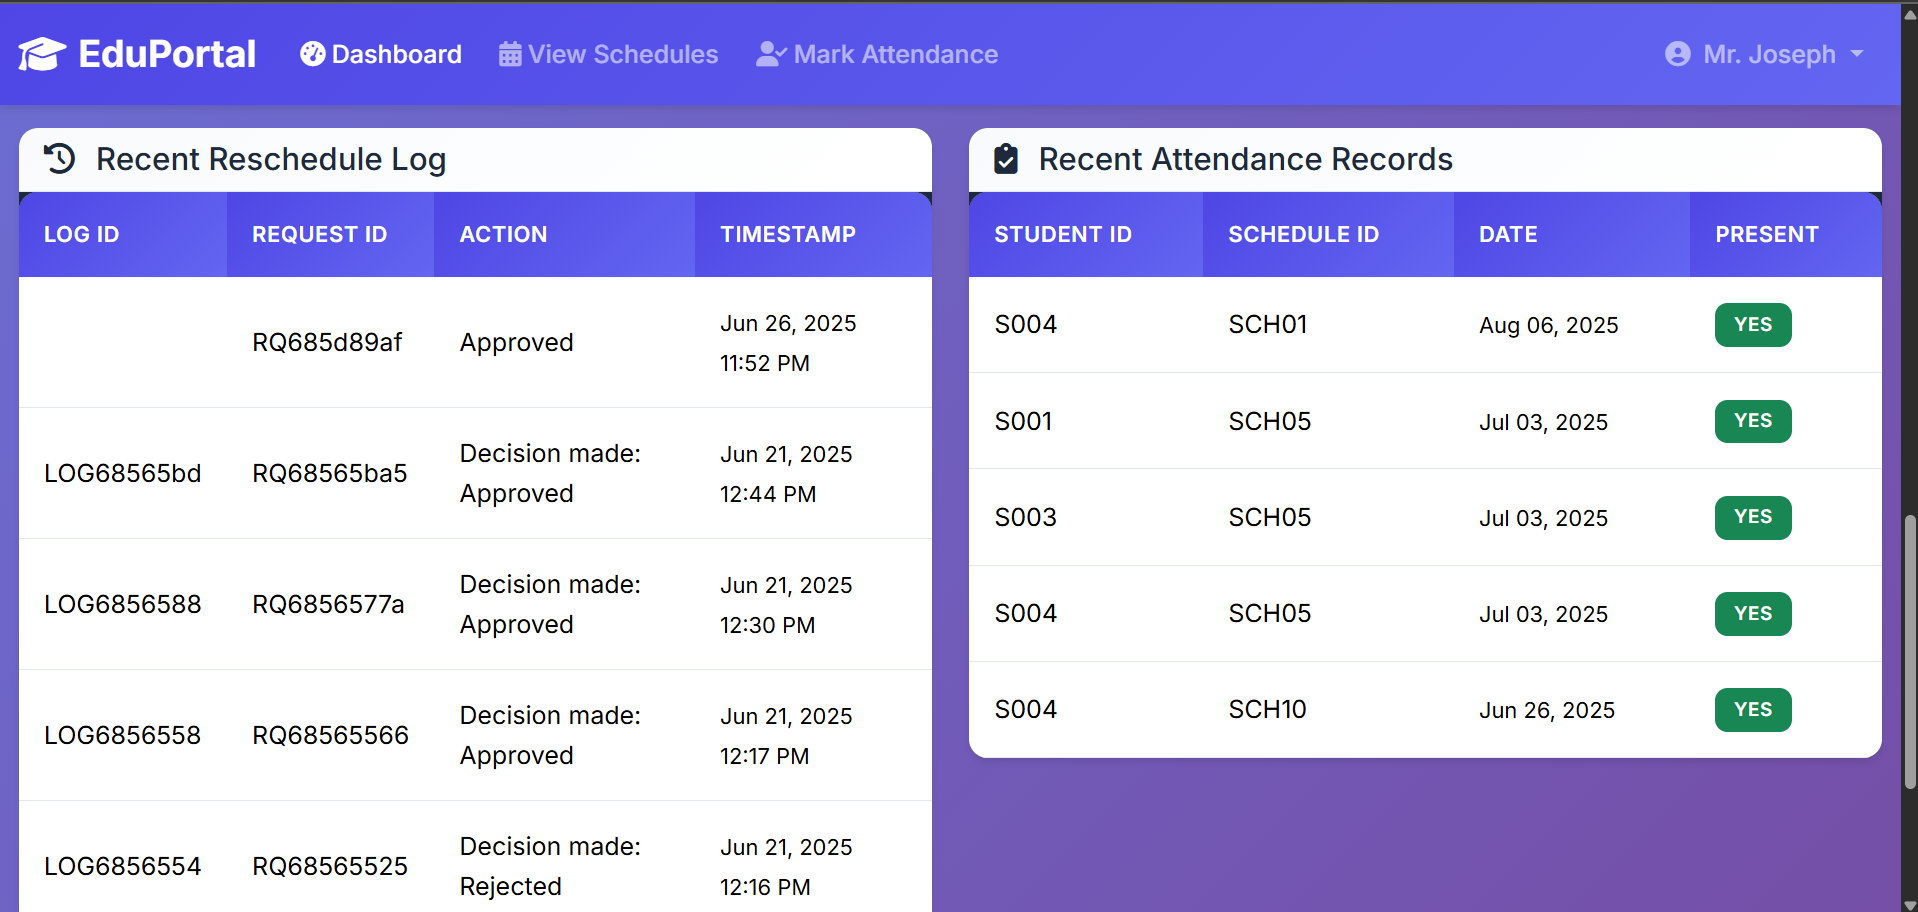 EduPortal Dashboard View Schedules Mark Attendance Mr. Joseph
Recent Reschedule Log
LOG ID REQUEST ID ACTION TIMESTAMP
RQ685d89af Approved Jun 26, 2025
11:52 PM
LOG68565bd RQ68565ba5 Decision made: Jun 21, 2025
Approved 12:44 PM
LOG6856588 RQ6856577a Decision made: Jun 21, 2025
Approved 12:30 PM
LOG6856558 RQ68565566 Decision made: Jun 21, 2025
Approved 12:17 PM
LOG6856554 RQ68565525 Decision made: Jun 21, 2025
Rejected 12:16 PM
Recent Attendance Records
STUDENT ID SCHEDULE ID DATE PRESENT
S004 SCH01 Aug 06, 2025 YES
S001 SCH05 Jul 03, 2025 YES
S003 SCH05 Jul 03, 2025 YES
S004 SCH05 Jul 03, 2025 YES
S004 SCH10 Jun 26, 2025 YES